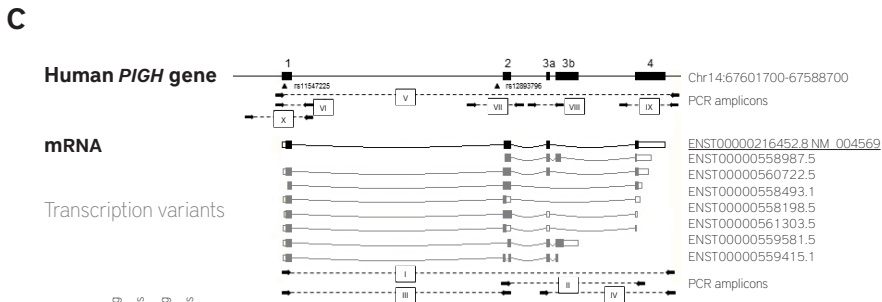 C
1 2 3a 3b 4
Human PIGH gene
Chr14:67601700-67588700
rs11547225 rs12893796
V
PCR amplicons
VI VII VIII IX
X
mRNA
ENST00000216452.8 NM_004569
ENST00000558987.5
ENST00000560722.5
ENST00000558493.1
Transcription variants
ENST00000558198.5
ENST00000561303.5
ENST00000559581.5
ENST00000559415.1
I
II
PCR amplicons
III IV